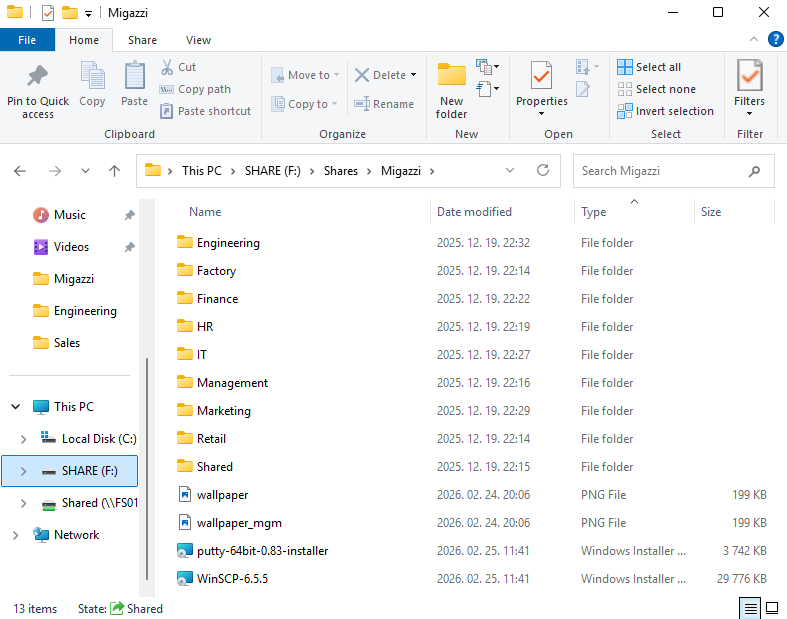 Migazzi
File Home Share View
Pin to Quick access
Copy
Paste
Cut
Copy path
Paste shortcut
Clipboard
Move to
Copy to
Delete
Rename
Organize
New folder
New
Properties
Open
Select all
Select none
Invert selection
Select
Filters
Filter
This PC > SHARE (F:) > Shares > Migazzi >
Search Migazzi
Music
Videos
Migazzi
Engineering
Sales
This PC
Local Disk (C:)
SHARE (F:)
Shared (\\FS01
Network
Name Date modified Type Size
Engineering 2025. 12. 19. 22:32 File folder
Factory 2025. 12. 19. 22:14 File folder
Finance 2025. 12. 19. 22:22 File folder
HR 2025. 12. 19. 22:19 File folder
IT 2025. 12. 19. 22:27 File folder
Management 2025. 12. 19. 22:16 File folder
Marketing 2025. 12. 19. 22:29 File folder
Retail 2025. 12. 19. 22:14 File folder
Shared 2025. 12. 19. 22:15 File folder
wallpaper 2026. 02. 24. 20:06 PNG File 199 KB
wallpaper_mgm 2026. 02. 24. 20:06 PNG File 199 KB
putty-64bit-0.83-installer 2026. 02. 25. 11:41 Windows Installer ... 3 742 KB
WinSCP-6.5.5 2026. 02. 25. 11:41 Windows Installer ... 29 776 KB
13 items State: Shared